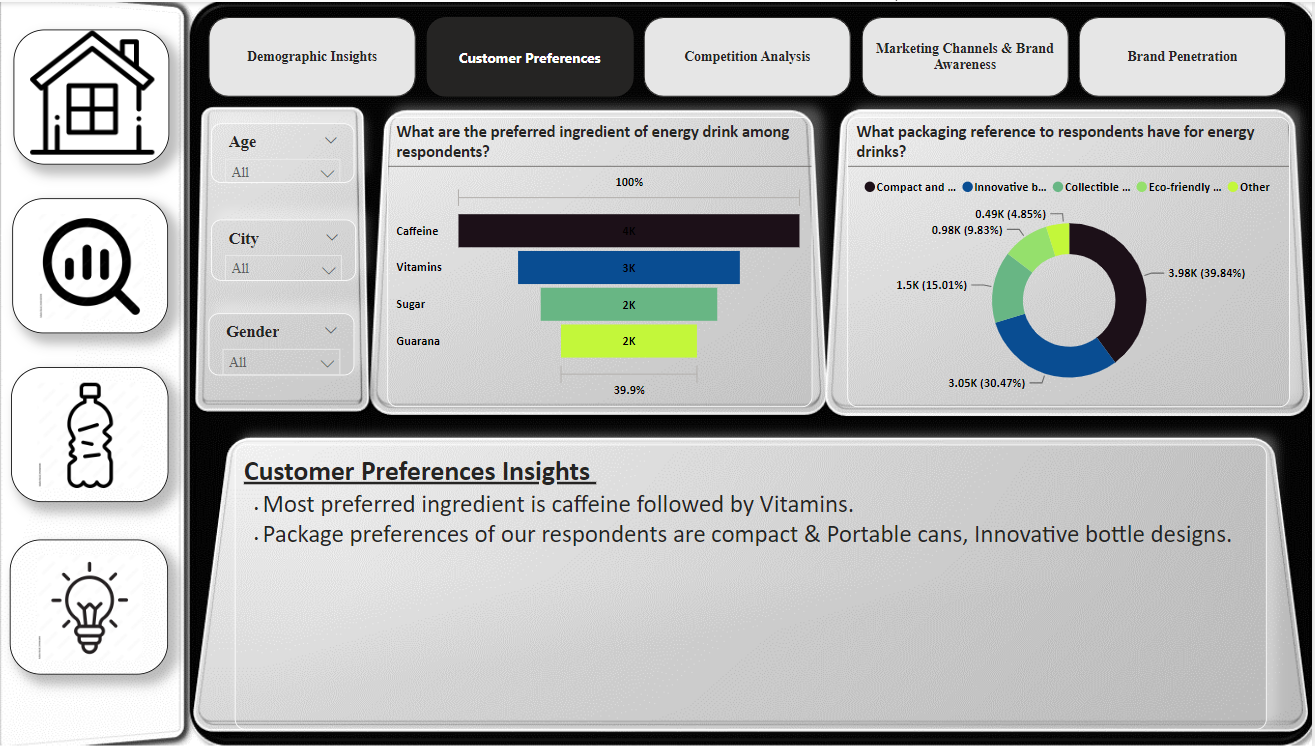 Demographic Insights
Customer Preferences
Competition Analysis
Marketing Channels & Brand
Awareness
Brand Penetration
Age
All
City
All
Gender
All
What are the preferred ingredient of energy drink among
respondents?
100%
Caffeine
4K
Vitamins
3K
Sugar
2K
Guarana
2K
39.9%
What packaging reference to respondents have for energy
drinks?
Compact and ...
Innovative b...
Collectible ...
Eco-friendly ...
Other
0.49K (4.85%)
0.98K (9.83%)
1.5K (15.01%)
3.98K (39.84%)
3.05K (30.47%)
Customer Preferences Insights
. Most preferred ingredient is caffeine followed by Vitamins.
. Package preferences of our respondents are compact & Portable cans, Innovative bottle designs.